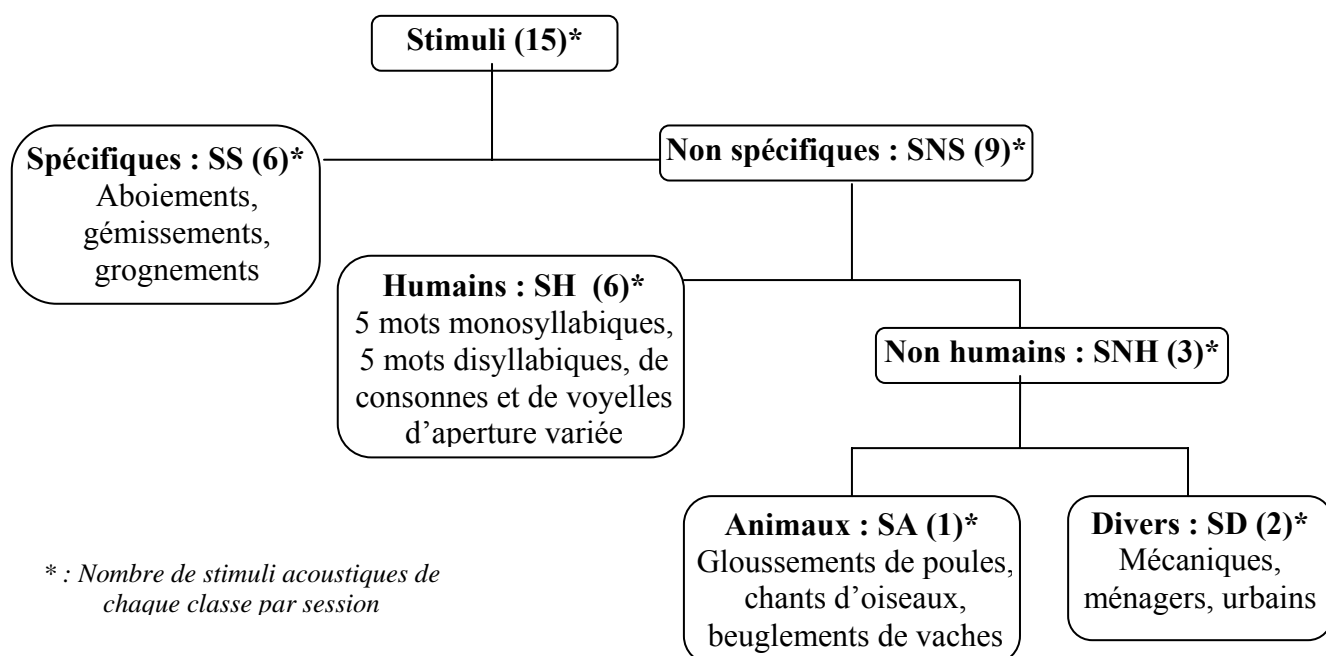 Stimuli (15)*
Spécifiques : SS (6)*
Aboiements,
gémissements,
grognements
Non spécifiques : SNS (9)*
Humains : SH (6)*
5 mots monosyllabiques,
5 mots disyllabiques, de
consonnes et de voyelles
d’aperture variée
Non humains : SNH (3)*
Animaux : SA (1)*
Gloussements de poules,
chants d’oiseaux,
beuglements de vaches
Divers : SD (2)*
Mécaniques,
ménagers, urbains
* : Nombre de stimuli acoustiques de
chaque classe par session